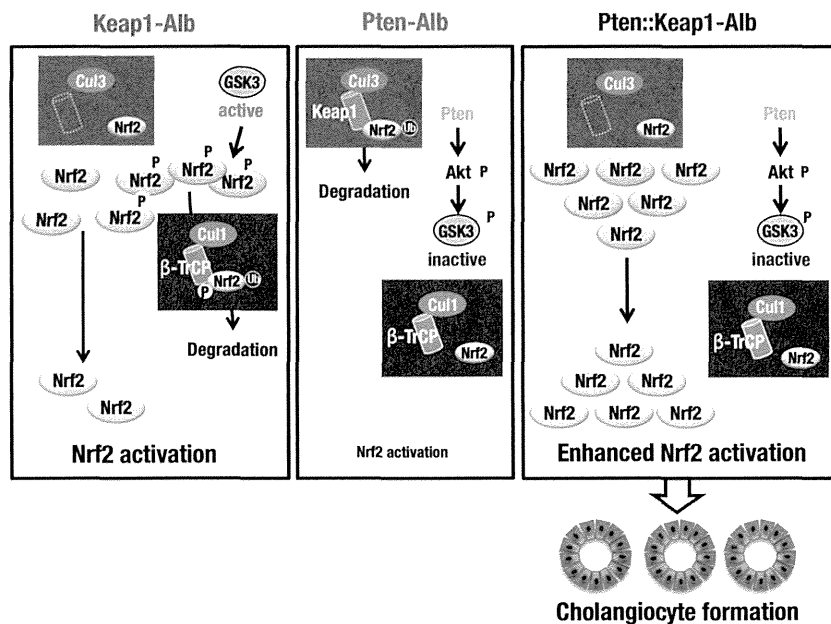 Keap1-Alb
Cul3
GSK3
active
Nrf2
P
P
P
Nrf2
Nrf2
Nrf2
Nrf2
P
Nrf2
Nrf2
Cul1
β-TrCP
P
Nrf2
Ub
Degradation
Nrf2
Nrf2
Nrf2 activation
Pten-Alb
Cul3
Keap1
Nrf2
Ub
Degradation
Pten
Akt P
P
GSK3
inactive
Cul1
β-TrCP
Nrf2
Nrf2 activation
Pten::Keap1-Alb
Cul3
Nrf2
Pten
Nrf2 Nrf2 Nrf2
Akt P
Nrf2 Nrf2
P
Nrf2
GSK3
inactive
Cul1
β-TrCP
Nrf2
Nrf2
Nrf2 Nrf2
Nrf2 Nrf2 Nrf2
Enhanced Nrf2 activation
Cholangiocyte formation